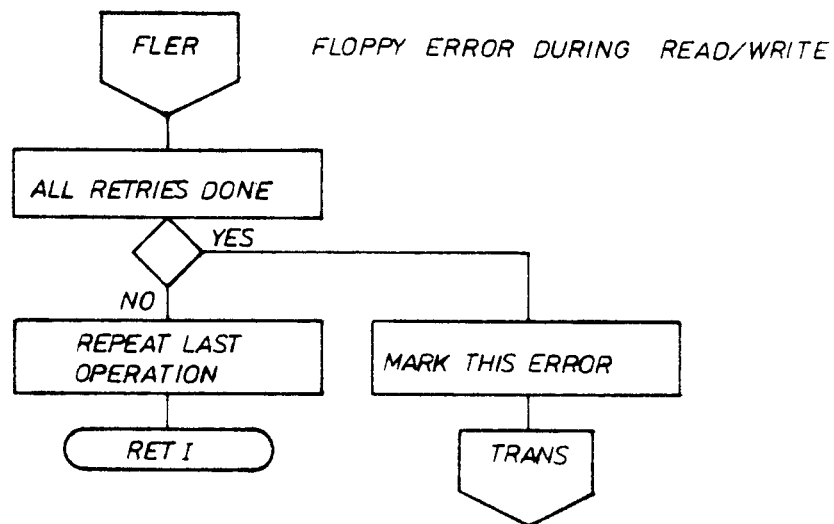 FLER
FLOPPY ERROR DURING READ/WRITE
ALL RETRIES DONE
YES
NO
REPEAT LAST
OPERATION
MARK THIS ERROR
RET I
TRANS